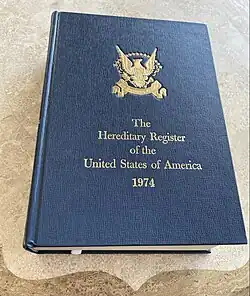 The
Hereditary Register
of the
United States of America
1974